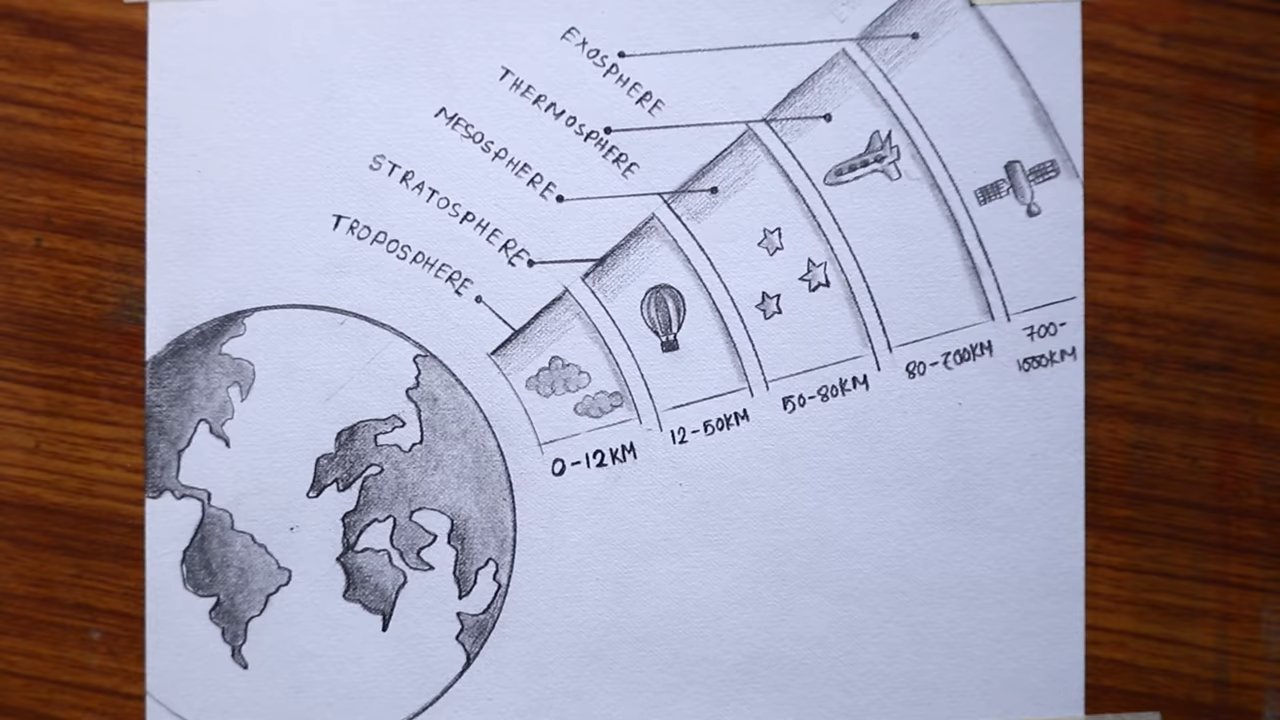 EXOSPHERE
THERMOSPHERE
MESOSPHERE
STRATOSPHERE
TROPOSPHERE
0-12KM
12-50KM
50-80KM
80-700KM
700-
1000KM